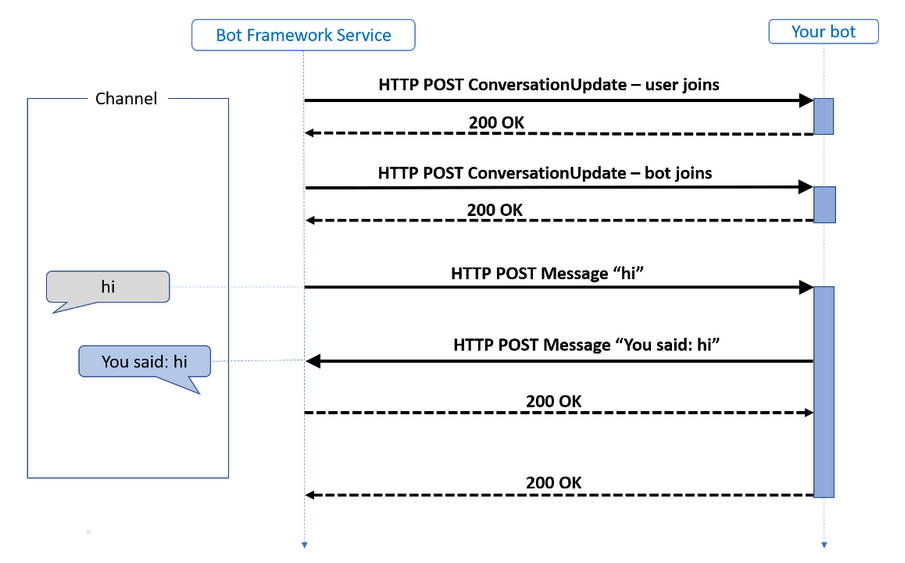 Bot Framework Service
Your bot
HTTP POST ConversationUpdate – user joins
Channel
200 OK
HTTP POST ConversationUpdate – bot joins
200 OK
HTTP POST Message “hi”
hi
HTTP POST Message “You said: hi”
You said: hi
200 OK
200 OK